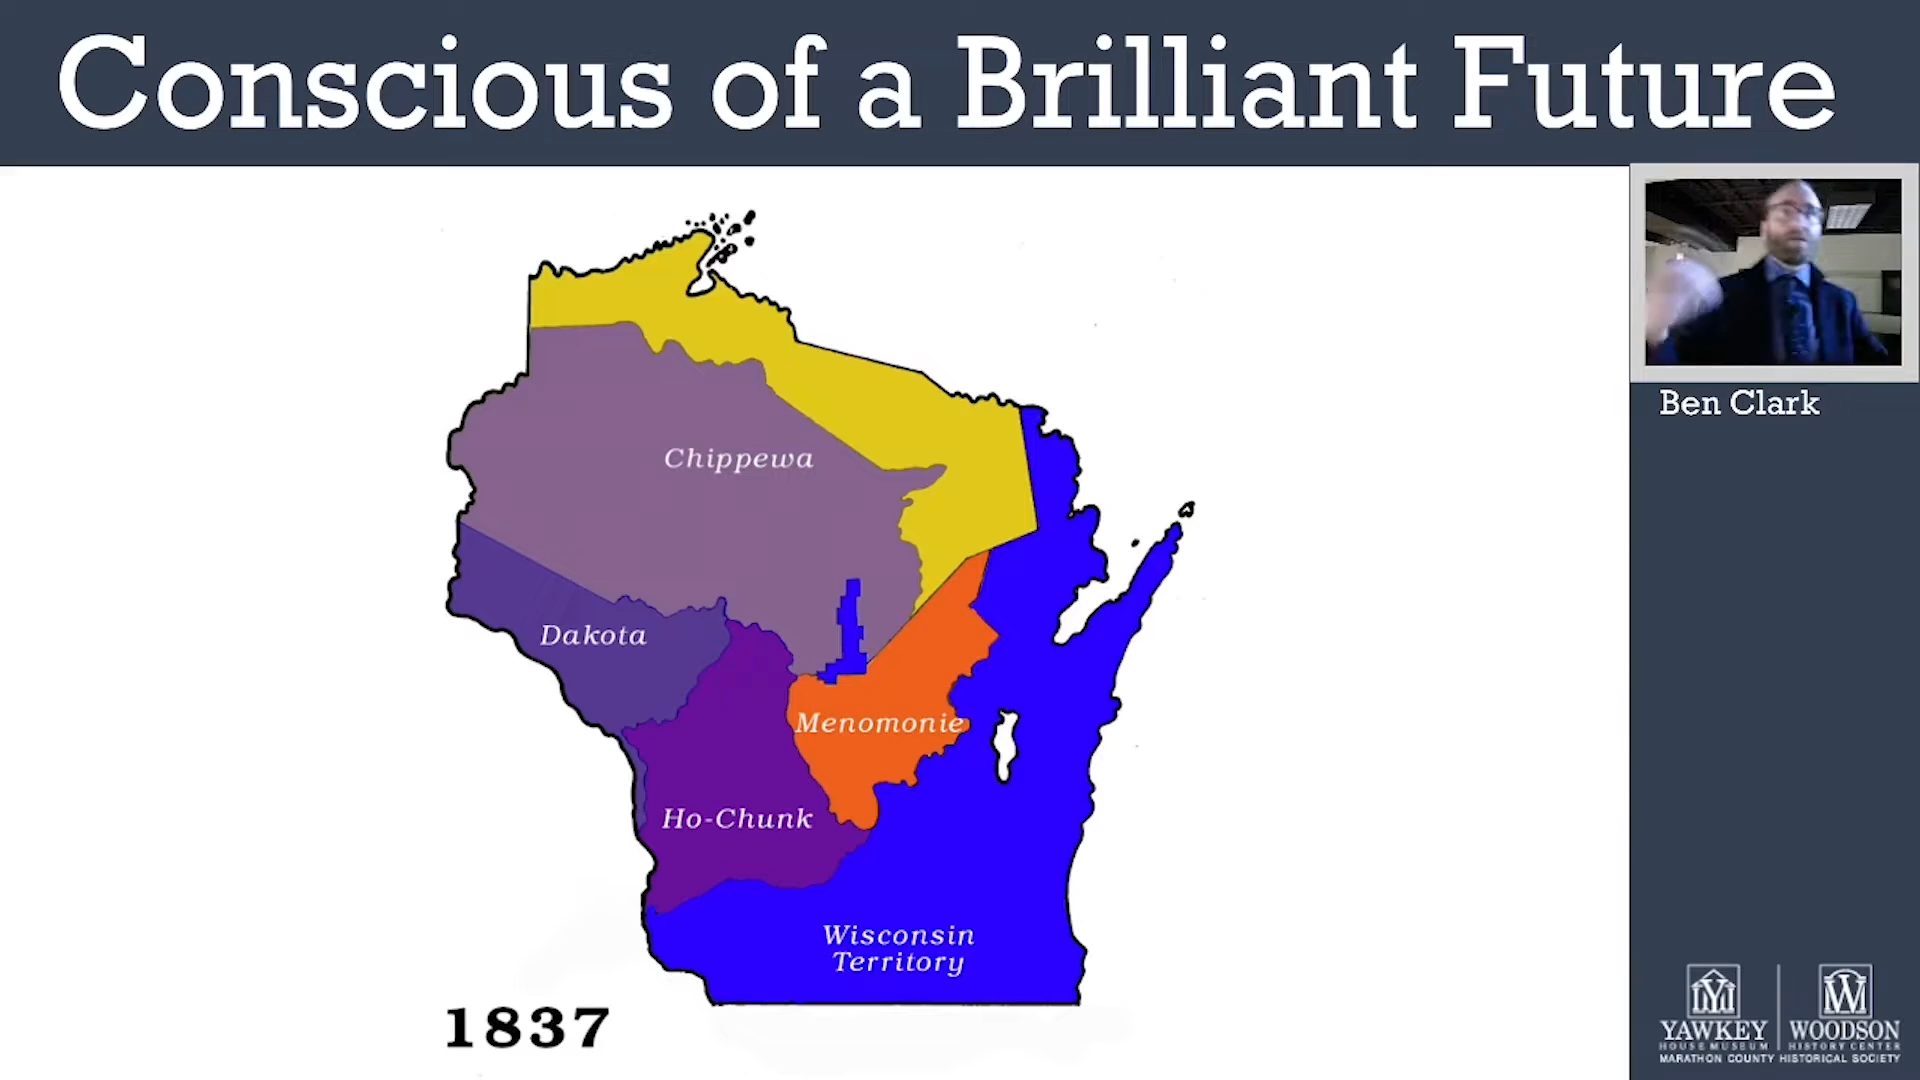 Conscious of a Brilliant Future
Ben Clark
Chippewa
Dakota
Menomonie
Ho-Chunk
Wisconsin
Territory
1837
YAWKEY
HOUSE MUSEUM
WOODSON
HISTORY CENTER
MARATHON COUNTY HISTORICAL SOCIETY